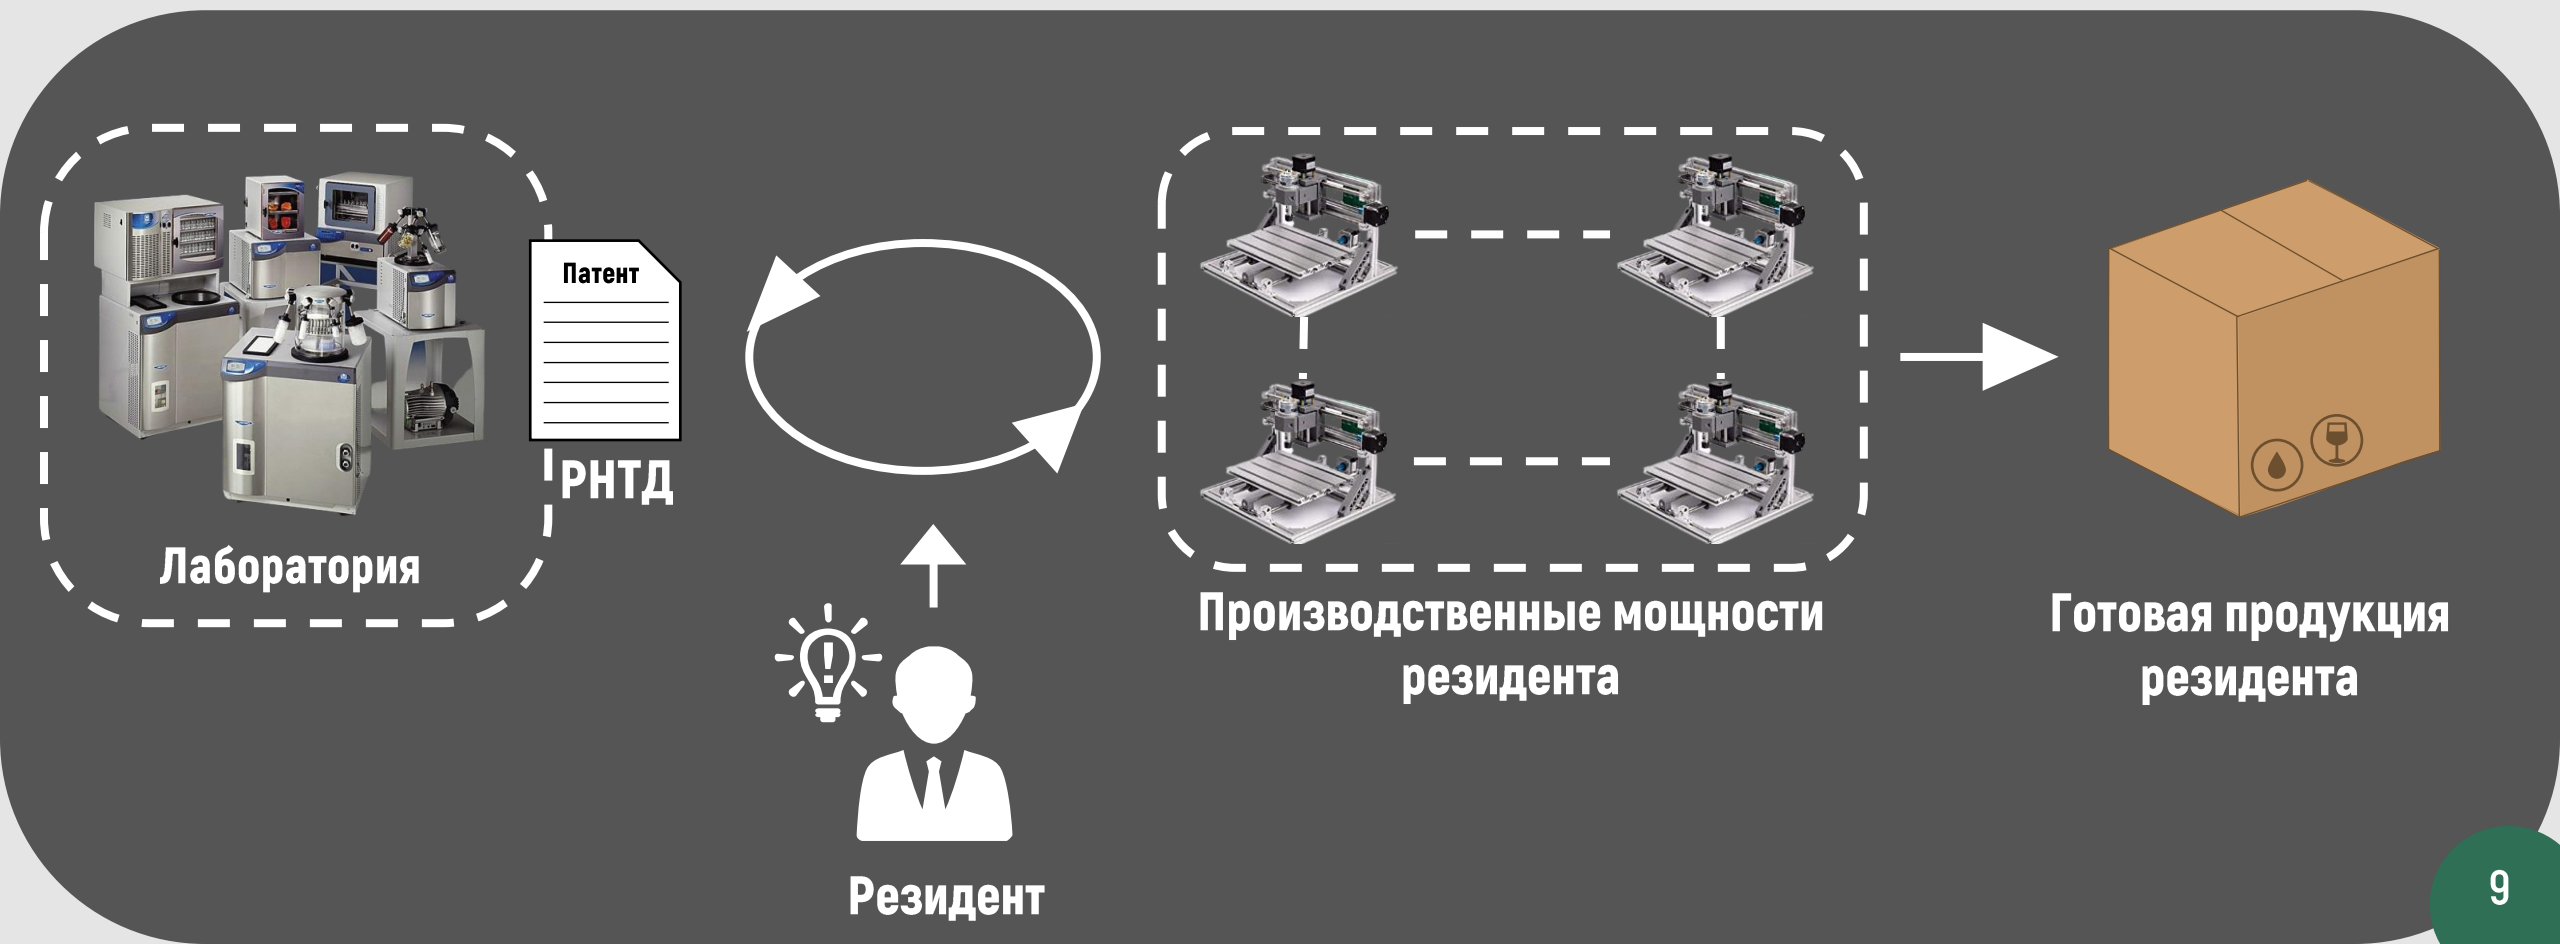 Патент
РНТД
Лаборатория
Резидент
Производственные мощности
резидента
Готовая продукция
резидента
9